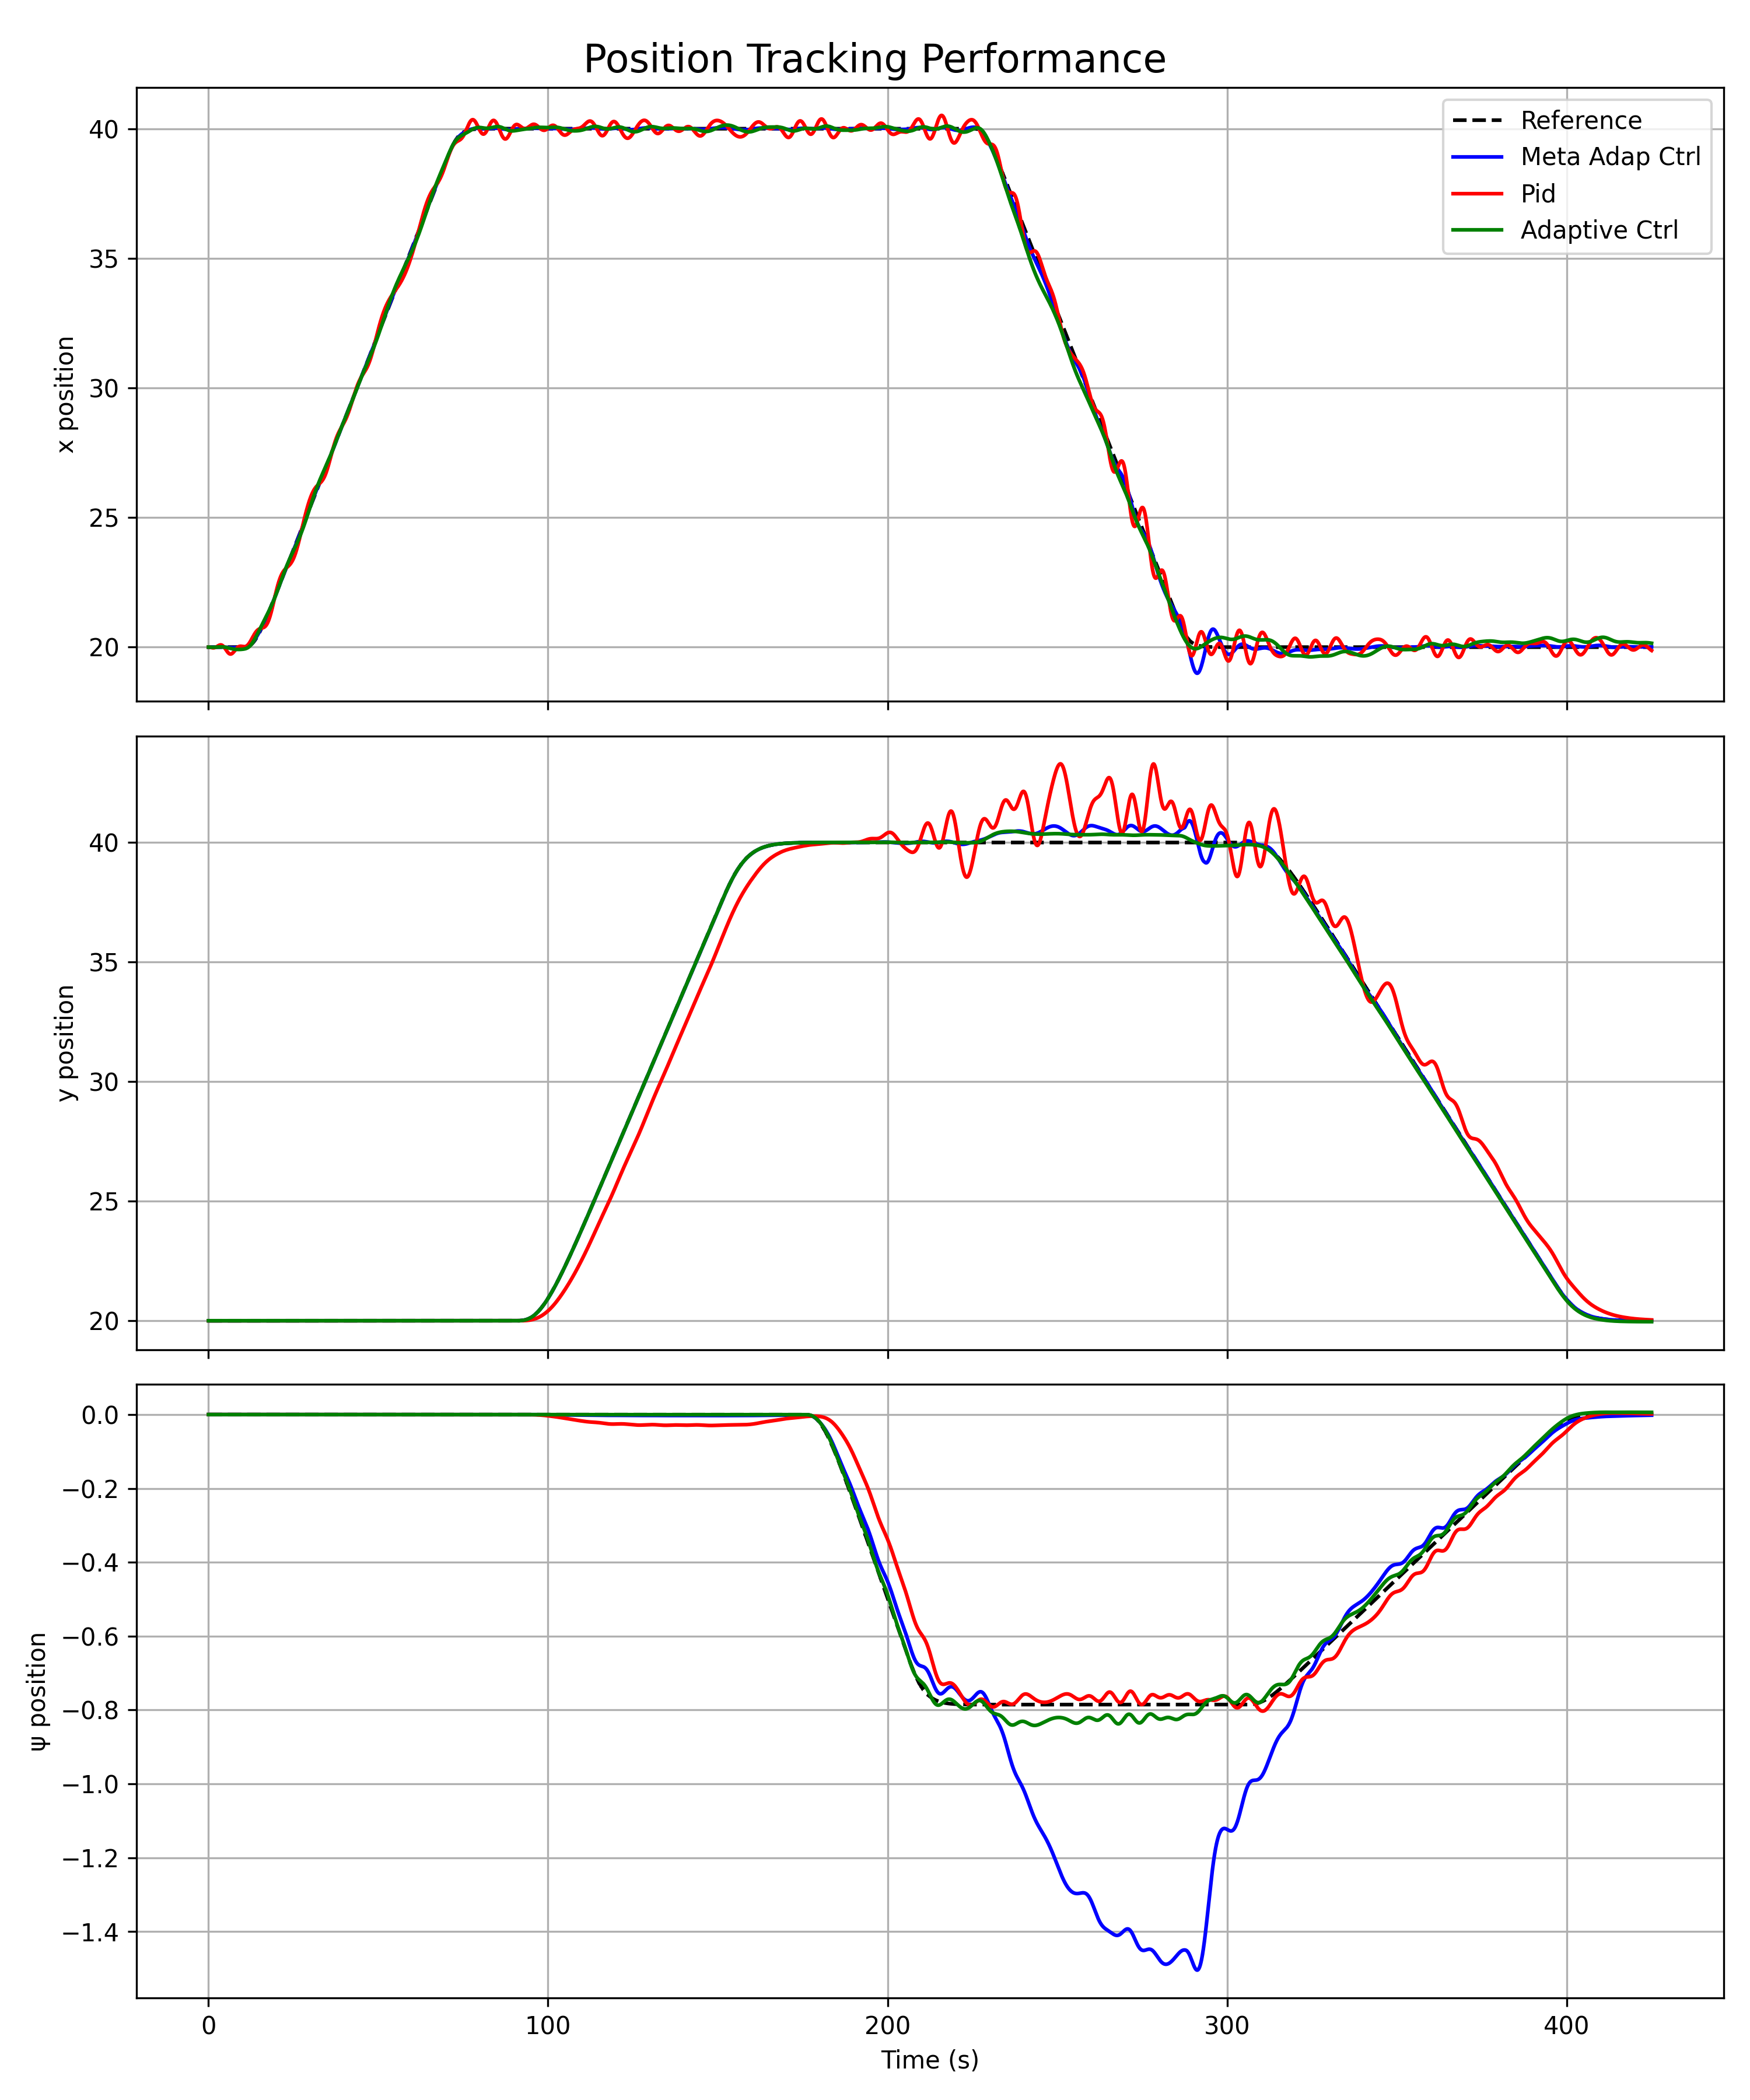 Position Tracking Performance
40
35
30
25
20
x position
Reference
Meta Adap Ctrl
Pid
Adaptive Ctrl
40
35
30
25
20
y position
0.0
−0.2
−0.4
−0.6
−0.8
−1.0
−1.2
−1.4
ψ position
0 100 200 300 400
Time (s)